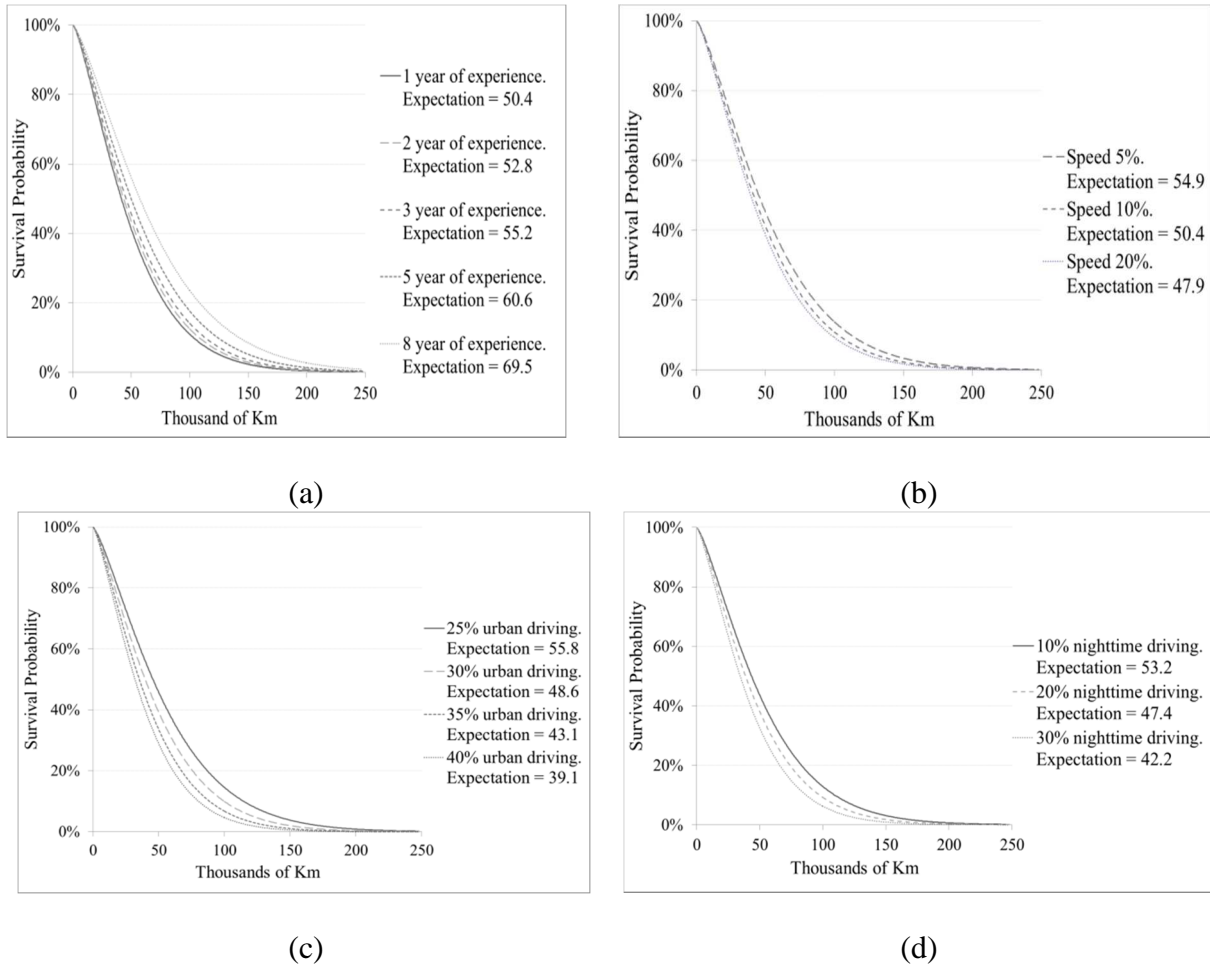 100%
80%
60%
40%
20%
0%
Survival Probability
0 50 100 150 200 250
Thousand of Km
1 year of experience.
Expectation = 50.4
2 year of experience.
Expectation = 52.8
3 year of experience.
Expectation = 55.2
5 year of experience.
Expectation = 60.6
8 year of experience.
Expectation = 69.5
(a)
100%
80%
60%
40%
20%
0%
Survival Probability
0 50 100 150 200 250
Thousands of Km
Speed 5%.
Expectation = 54.9
Speed 10%.
Expectation = 50.4
Speed 20%.
Expectation = 47.9
(b)
100%
80%
60%
40%
20%
0%
Survival Probability
0 50 100 150 200 250
Thousands of Km
25% urban driving.
Expectation = 55.8
30% urban driving.
Expectation = 48.6
35% urban driving.
Expectation = 43.1
40% urban driving.
Expectation = 39.1
(c)
100%
80%
60%
40%
20%
0%
Survival Probability
0 50 100 150 200 250
Thousands of Km
10% nighttime driving.
Expectation = 53.2
20% nighttime driving.
Expectation = 47.4
30% nighttime driving.
Expectation = 42.2
(d)